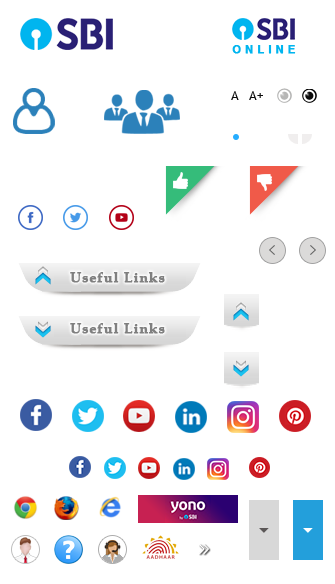 SBI
SBI
ONLINE
A A+
Useful Links
Useful Links
yono
by SBI
AADHAAR